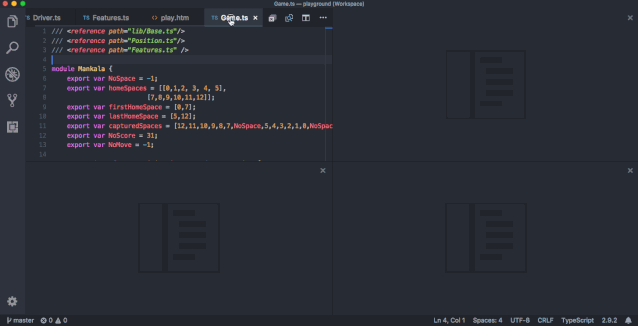 Game.ts — playground (Workspace)
TS Driver.ts TS Features.ts <> play.htm TS Game.ts × ···
1 /// <reference path="lib/Base.ts"/>
2 /// <reference path="Position.ts"/>
3 /// <reference path="Features.ts" />
4
5 module Mankala {
6 export var NoSpace = -1;
7 export var homeSpaces = [[0,1,2, 3, 4, 5],
8 [7,8,9,10,11,12]];
9 export var firstHomeSpace = [0,7];
10 export var lastHomeSpace = [5,12];
11 export var capturedSpaces = [12,11,10,9,8,7,NoSpace,5,4,3,2,1,0,NoSpac
12 export var NoScore = 31;
13 export var NoMove = -1;
14
master 0 0 Ln 4, Col 1 Spaces: 4 UTF-8 CRLF TypeScript 2.9.2